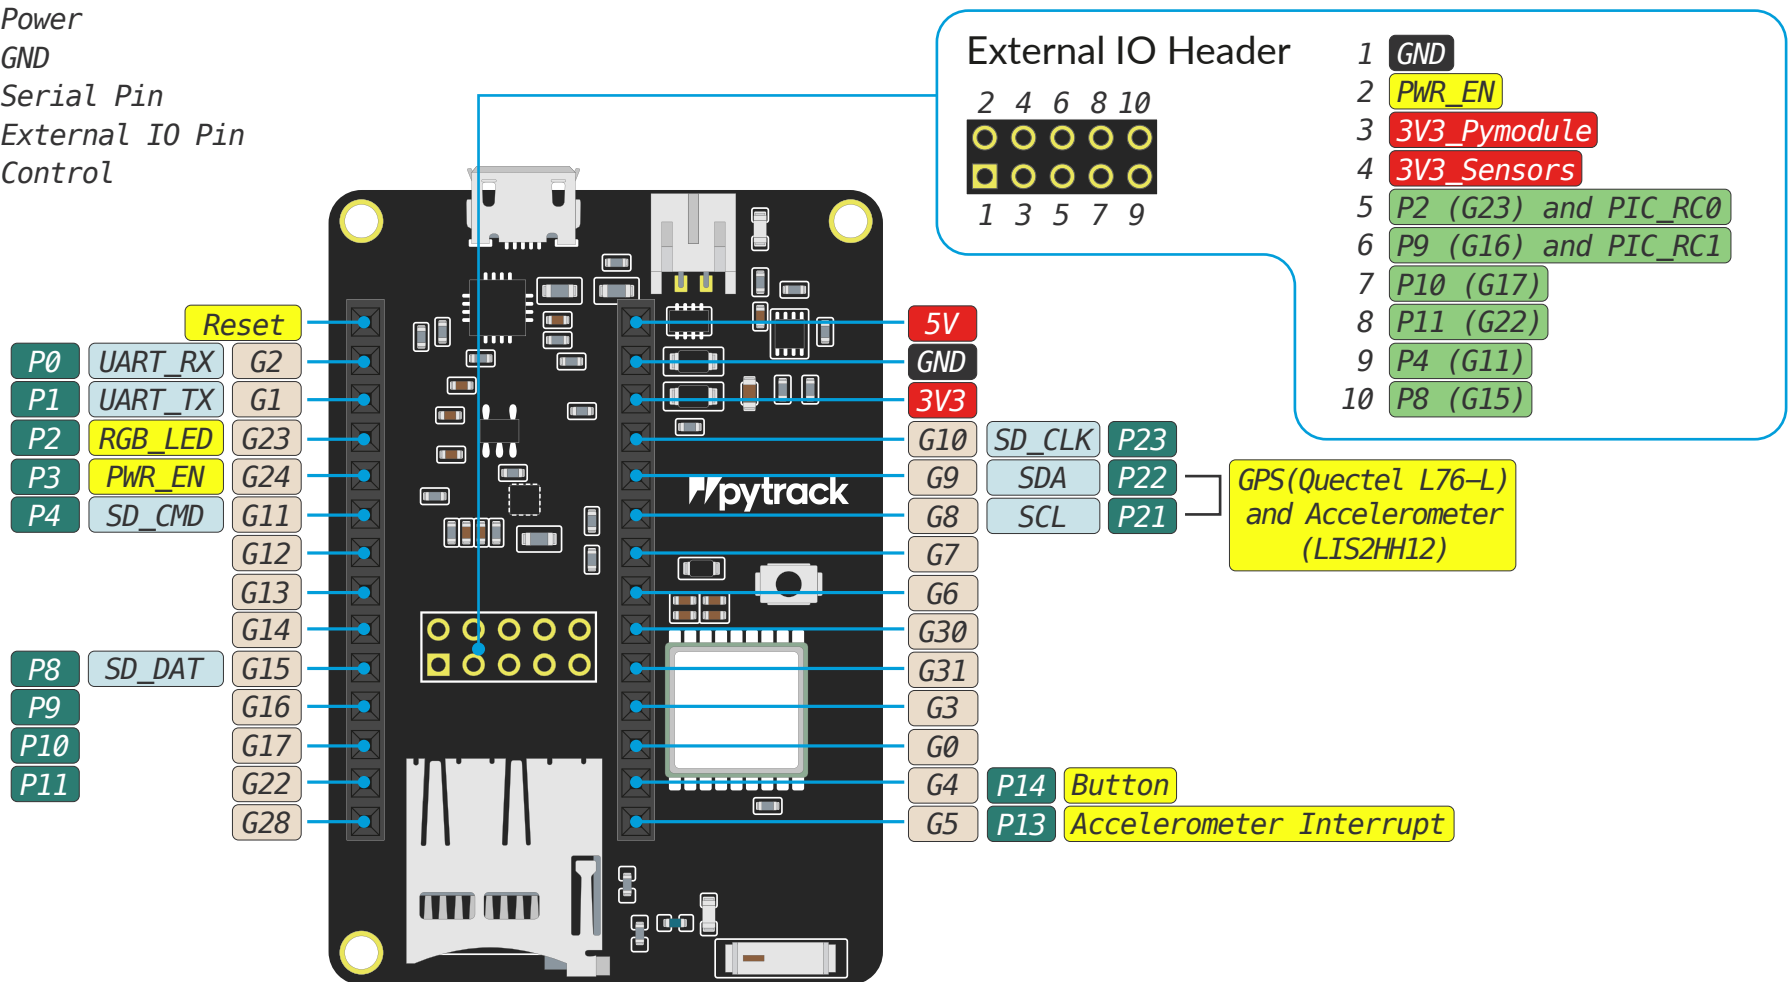 Power
GND
Serial Pin
External IO Pin
Control
External IO Header
2 4 6 8 10
1 3 5 7 9
1 GND
2 PWR_EN
3 3V3_Pymodule
4 3V3_Sensors
5 P2 (G23) and PIC_RC0
6 P9 (G16) and PIC_RC1
7 P10 (G17)
8 P11 (G22)
9 P4 (G11)
10 P8 (G15)
Reset
P0 UART_RX G2
P1 UART_TX G1
P2 RGB_LED G23
P3 PWR_EN G24
P4 SD_CMD G11
G12
G13
G14
P8 SD_DAT G15
P9 G16
P10 G17
P11 G22
G28
pytrack
5V
GND
3V3
G10 SD_CLK P23
G9 SDA P22
G8 SCL P21
G7
G6
G30
G31
G3
G0
G4 P14 Button
G5 P13 Accelerometer Interrupt
GPS(Quectel L76–L)
and Accelerometer
(LIS2HH12)